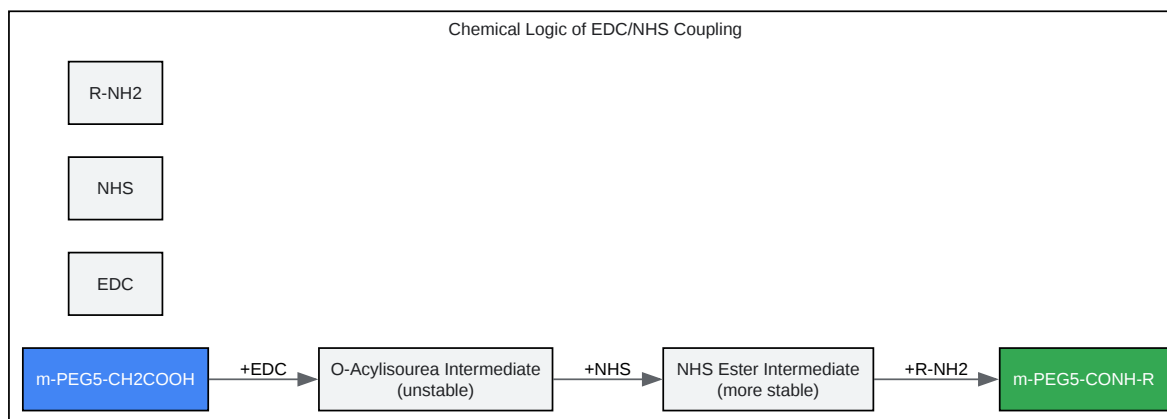 Chemical Logic of EDC/NHS Coupling
R-NH2
NHS
EDC
m-PEG5-CH2COOH
+EDC
O-Acylisourea Intermediate
(unstable)
+NHS
NHS Ester Intermediate
(more stable)
+R-NH2
m-PEG5-CONH-R